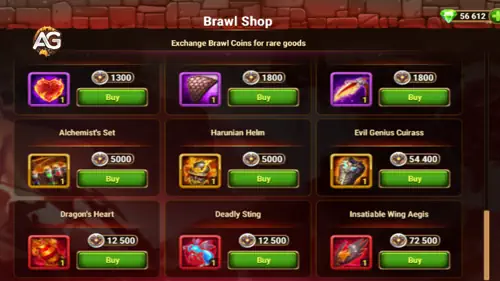 Brawl Shop
56 612
AG
Exchange Brawl Coins for rare goods
1 1300
Buy
1 1800
Buy
1 1800
Buy
Alchemist's Set
Harunian Helm
Evil Genius Cuirass
1 5000
Buy
1 5000
Buy
1 54 400
Buy
Dragon's Heart
Deadly Sting
Insatiable Wing Aegis
1 12 500
Buy
1 12 500
Buy
1 72 500
Buy